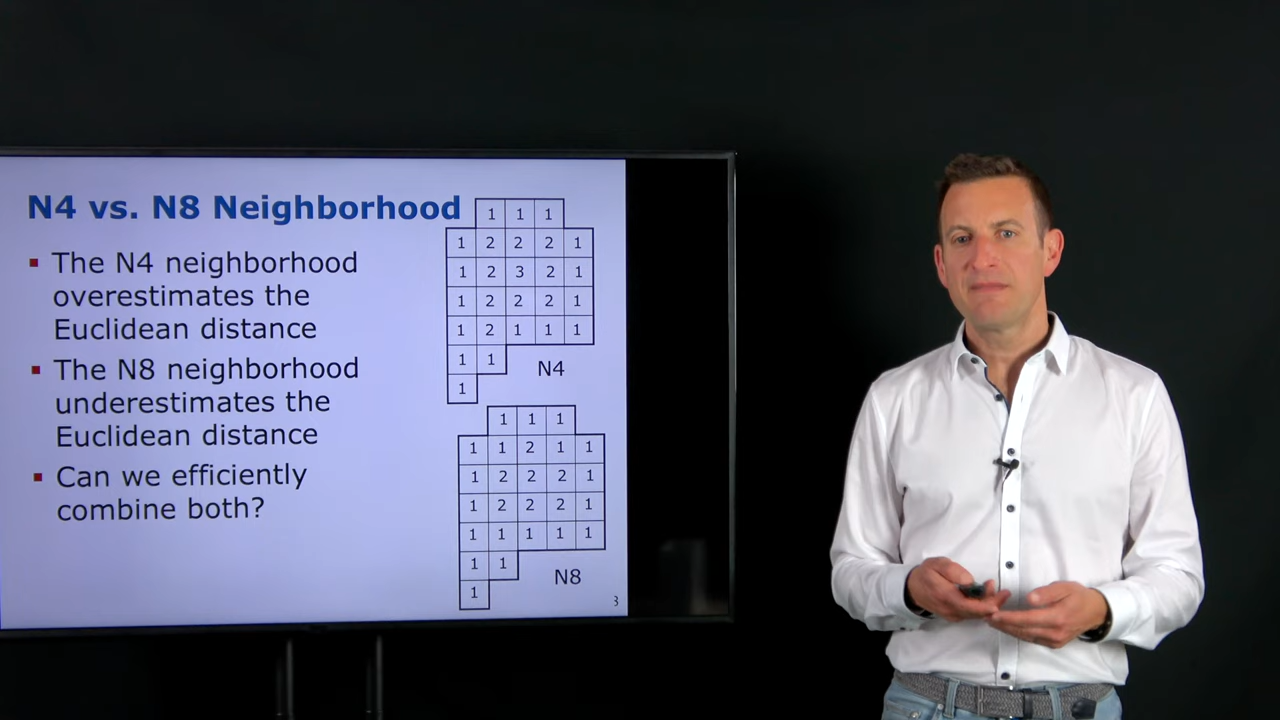 N4 vs. N8 Neighborhood
▪ The N4 neighborhood
overestimates the
Euclidean distance
▪ The N8 neighborhood
underestimates the
Euclidean distance
▪ Can we efficiently
combine both?
1 1 1
1 2 2 2 1
1 2 3 2 1
1 2 2 2 1
1 2 1 1 1
1 1
1
N4
1 1 1
1 1 2 1 1
1 2 2 2 1
1 2 2 2 1
1 1 1 1 1
1 1
1
N8